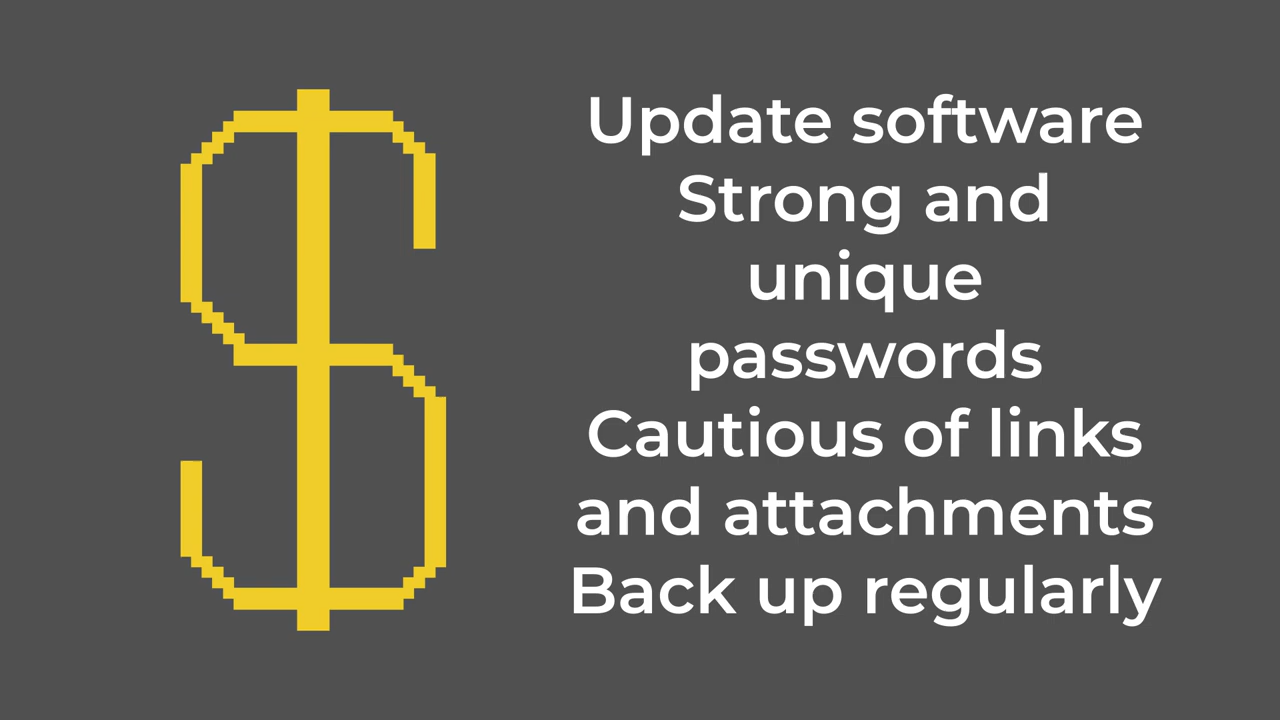 Update software
Strong and
unique
passwords
Cautious of links
and attachments
Back up regularly